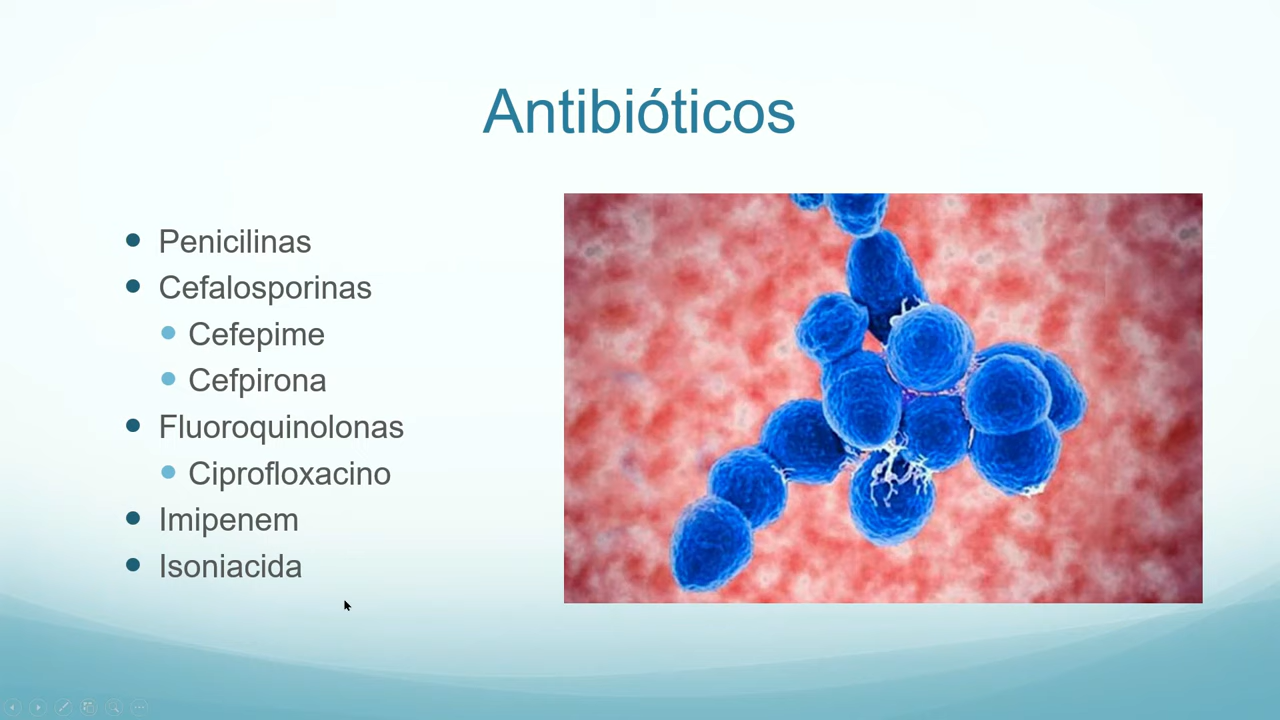 Antibióticos
Penicilinas
Cefalosporinas
Cefepime
Cefpirona
Fluoroquinolonas
Ciprofloxacino
Imipenem
Isoniacida